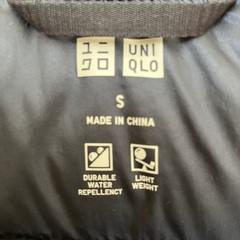 ユニ UNI
クロ QLO
S
MADE IN CHINA
DURABLE LIGHT
WATER WEIGHT
REPELLENCY